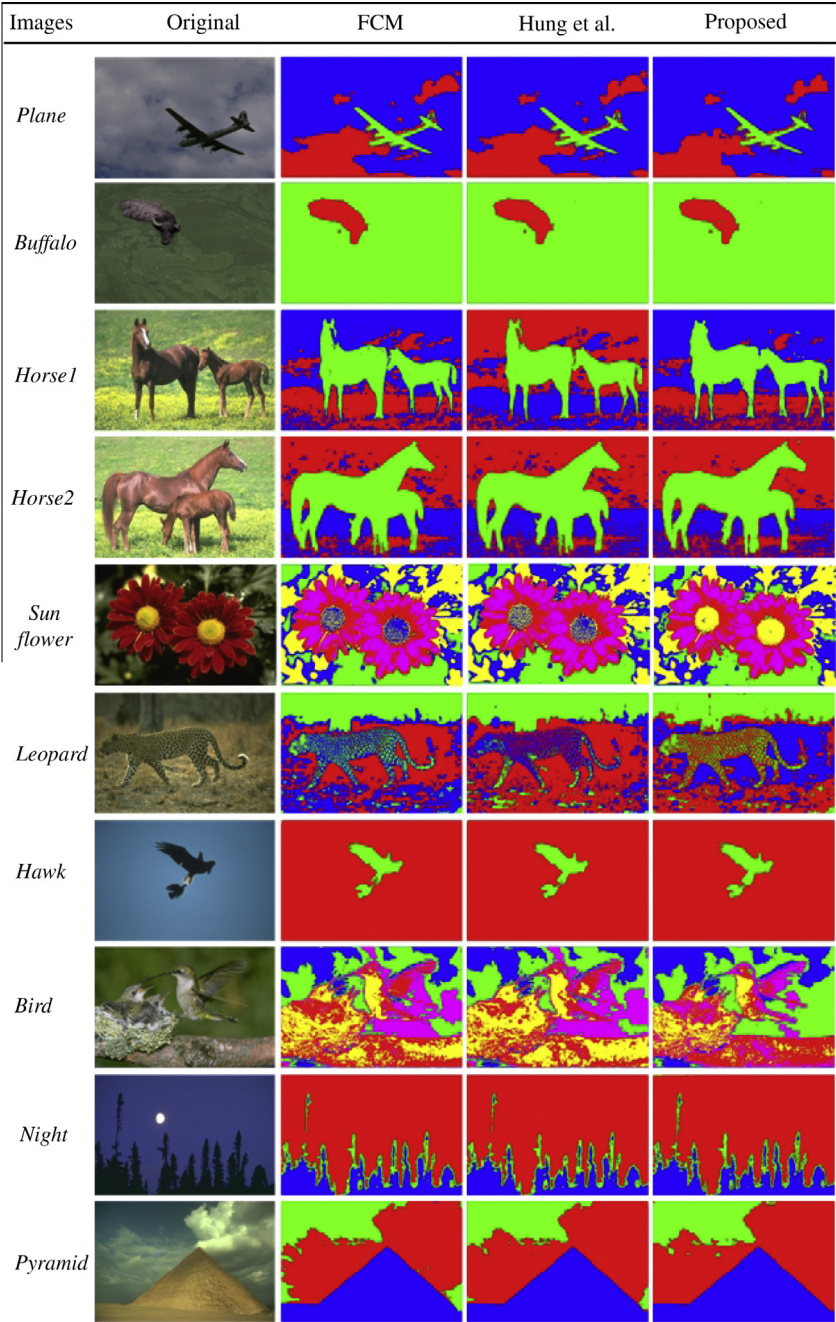 Images Original FCM Hung et al. Proposed
Plane
Buffalo
Horse1
Horse2
Sun
flower
Leopard
Hawk
Bird
Night
Pyramid